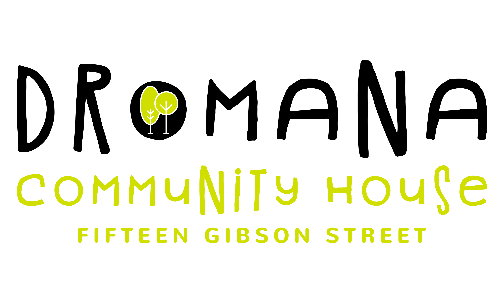 DROMANA
COMMUNITY HOUSE
FIFTEEN GIBSON STREET